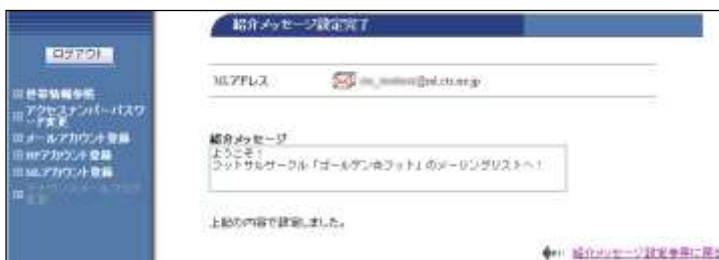 紹介メッセージ設定完了
ログアウト
MLアドレス
@ml.cts.ne.jp
登録情報参照
アクセスナンバーパスワ
ード変更
メールアカウント登録
HPアカウント登録
MLアカウント登録
紹介メッセージ
ようこそ!
フットサルサークル「ゴールデン☆フット」のメーリングリストへ!
上記の内容で設定しました。
紹介メッセージ設定参照に戻る